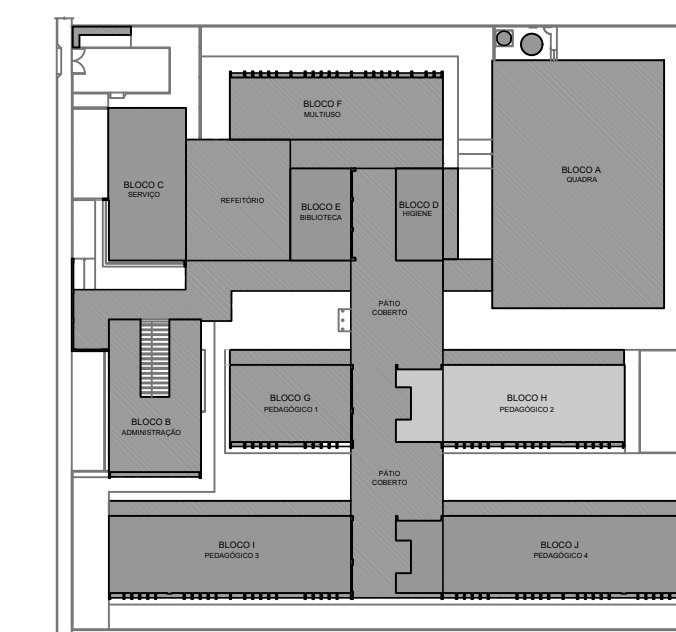 BLOCO F
MULTIUSO
BLOCO A
QUADRA
BLOCO C
SERVIÇO
REFEITÓRIO
BLOCO E
BIBLIOTECA
BLOCO D
HIGIENE
PÁTIO
COBERTO
BLOCO G
PEDAGÓGICO 1
BLOCO H
PEDAGÓGICO 2
BLOCO B
ADMINISTRAÇÃO
PÁTIO
COBERTO
BLOCO I
PEDAGÓGICO 3
BLOCO J
PEDAGÓGICO 4